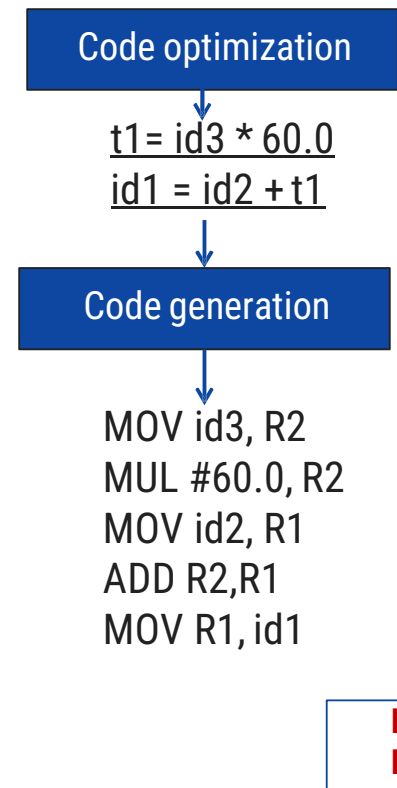 Code optimization
t1= id3 * 60.0
id1 = id2 + t1
Code generation
MOV id3, R2
MUL #60.0, R2
MOV id2, R1
ADD R2,R1
MOV R1, id1